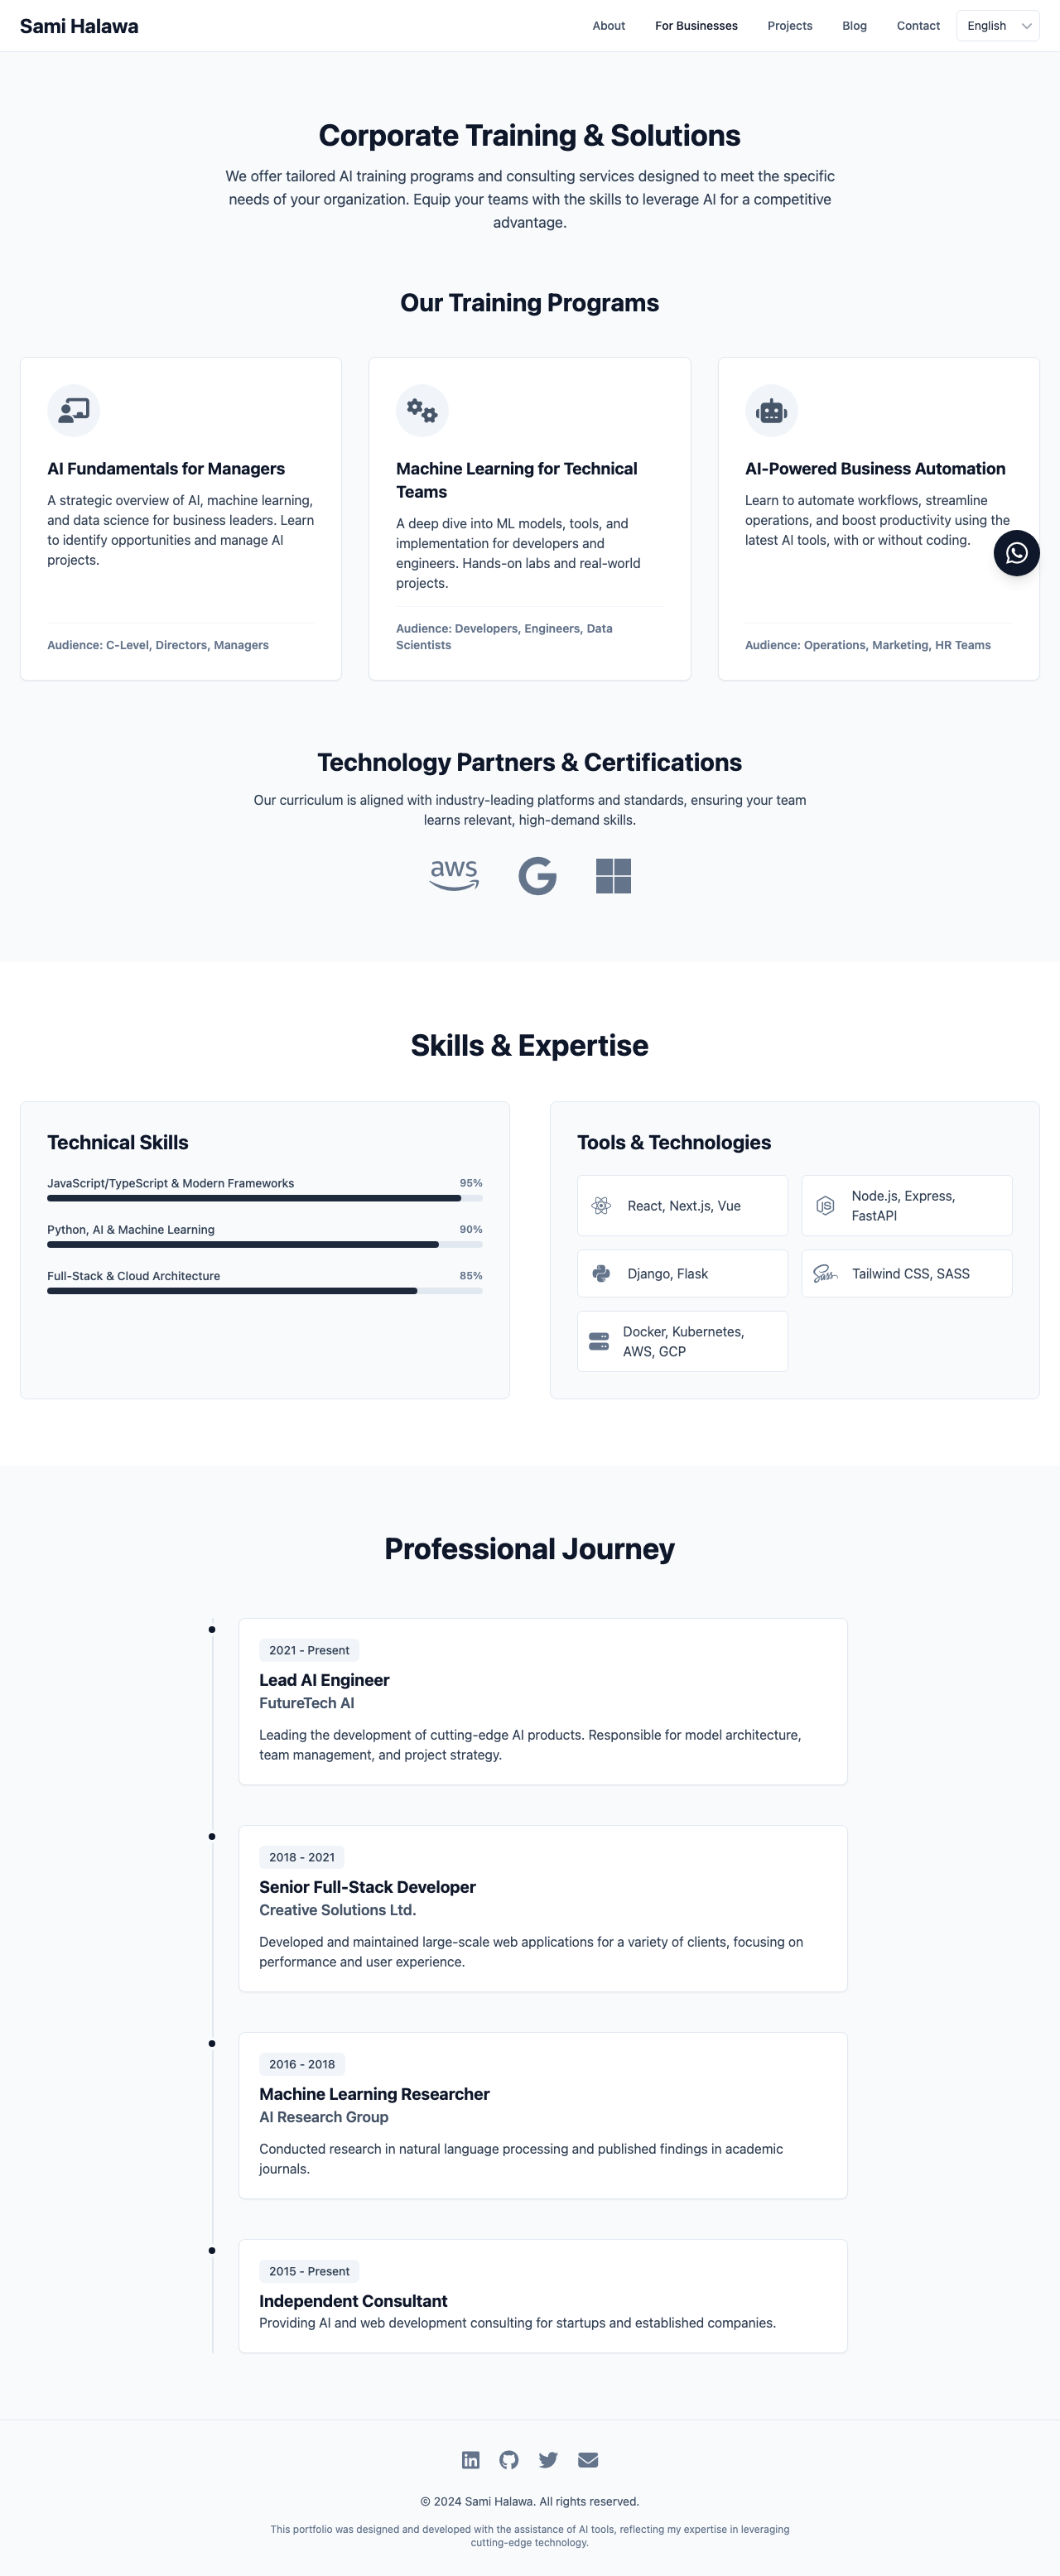 Sami Halawa
About
For Businesses
Projects
Blog
Contact
English
Corporate Training & Solutions
We offer tailored AI training programs and consulting services designed to meet the specific
needs of your organization. Equip your teams with the skills to leverage AI for a competitive
advantage.
Our Training Programs
AI Fundamentals for Managers
A strategic overview of AI, machine learning,
and data science for business leaders. Learn
to identify opportunities and manage AI
projects.
Audience: C-Level, Directors, Managers
Machine Learning for Technical
Teams
A deep dive into ML models, tools, and
implementation for developers and
engineers. Hands-on labs and real-world
projects.
Audience: Developers, Engineers, Data
Scientists
AI-Powered Business Automation
Learn to automate workflows, streamline
operations, and boost productivity using the
latest AI tools, with or without coding.
Audience: Operations, Marketing, HR Teams
Technology Partners & Certifications
Our curriculum is aligned with industry-leading platforms and standards, ensuring your team
learns relevant, high-demand skills.
aws
G
Skills & Expertise
Technical Skills
JavaScript/TypeScript & Modern Frameworks 95%
Python, AI & Machine Learning 90%
Full-Stack & Cloud Architecture 85%
Tools & Technologies
React, Next.js, Vue
Node.js, Express,
FastAPI
Django, Flask
Sass
Tailwind CSS, SASS
Docker, Kubernetes,
AWS, GCP
Professional Journey
2021 - Present
Lead AI Engineer
FutureTech AI
Leading the development of cutting-edge AI products. Responsible for model architecture,
team management, and project strategy.
2018 - 2021
Senior Full-Stack Developer
Creative Solutions Ltd.
Developed and maintained large-scale web applications for a variety of clients, focusing on
performance and user experience.
2016 - 2018
Machine Learning Researcher
AI Research Group
Conducted research in natural language processing and published findings in academic
journals.
2015 - Present
Independent Consultant
Providing AI and web development consulting for startups and established companies.
© 2024 Sami Halawa. All rights reserved.
This portfolio was designed and developed with the assistance of AI tools, reflecting my expertise in leveraging
cutting-edge technology.